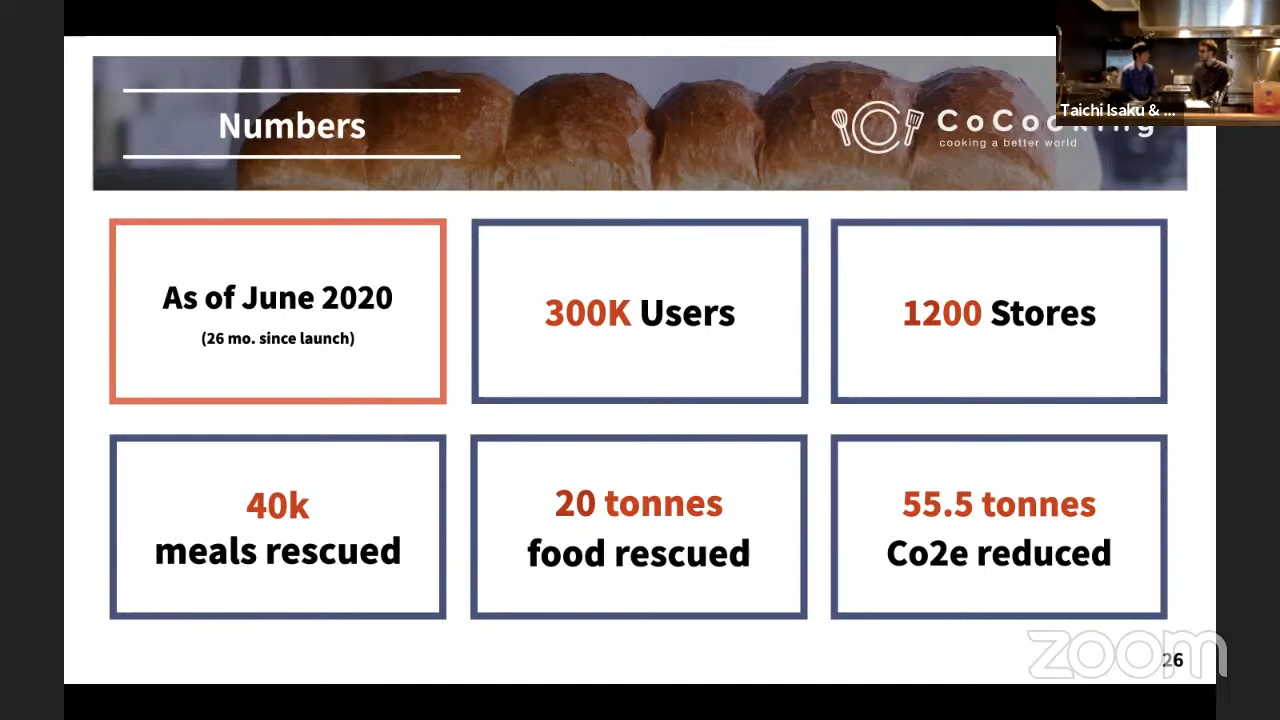 Numbers
CoCooking
cooking a better world
Taichi Isaku & ...
As of June 2020
(26 mo. since launch)
300K Users
1200 Stores
40k
meals rescued
20 tonnes
food rescued
55.5 tonnes
Co2e reduced
zoom
26